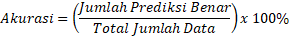 Akurasi = (Jumlah Prediksi Benar / Total Jumlah Data) x 100%